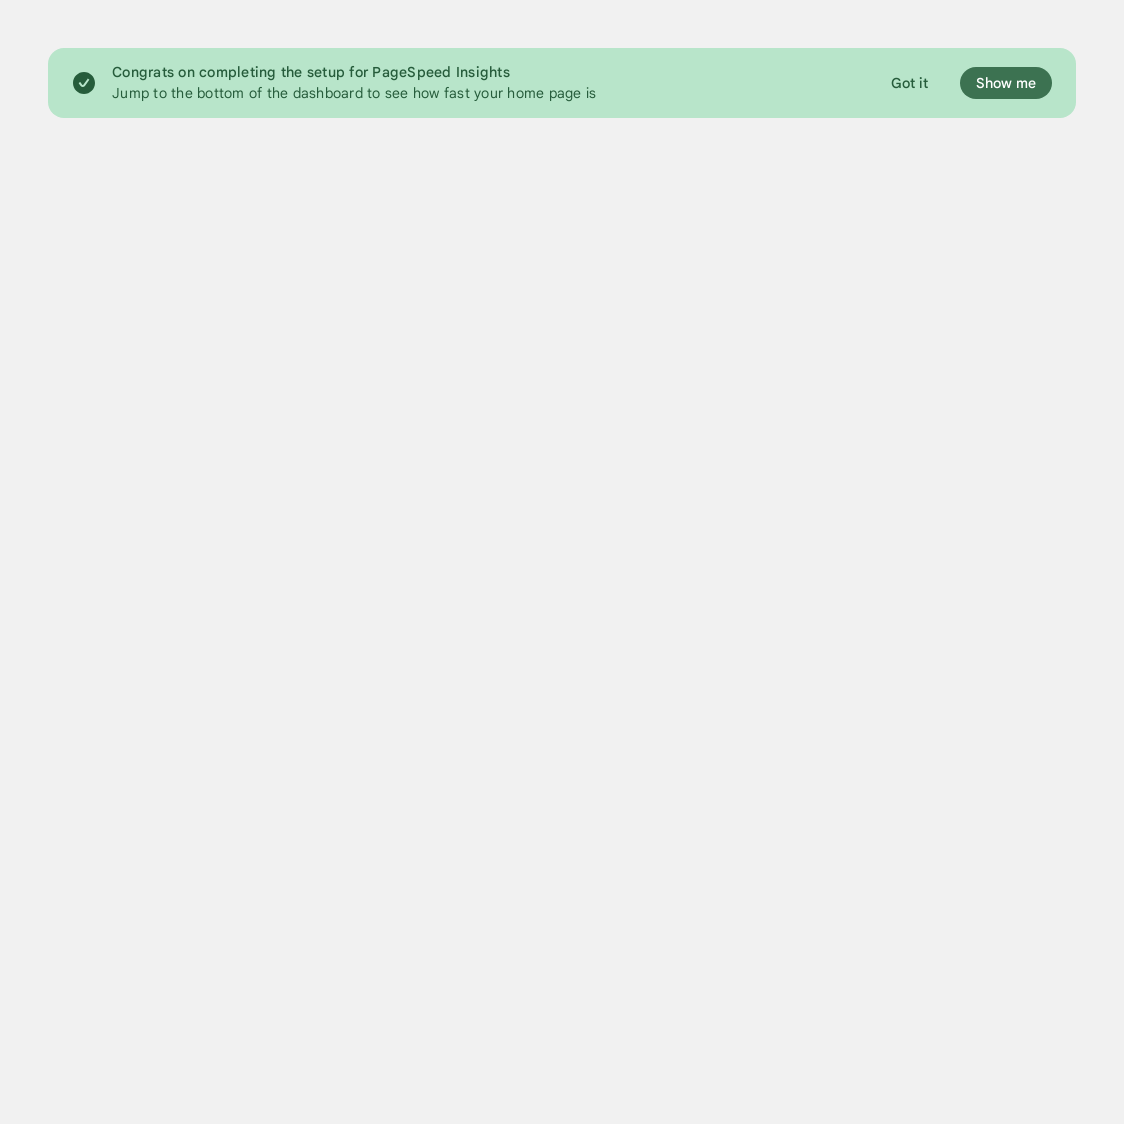 Congrats on completing the setup for PageSpeed Insights
Jump to the bottom of the dashboard to see how fast your home page is
Got it
Show me